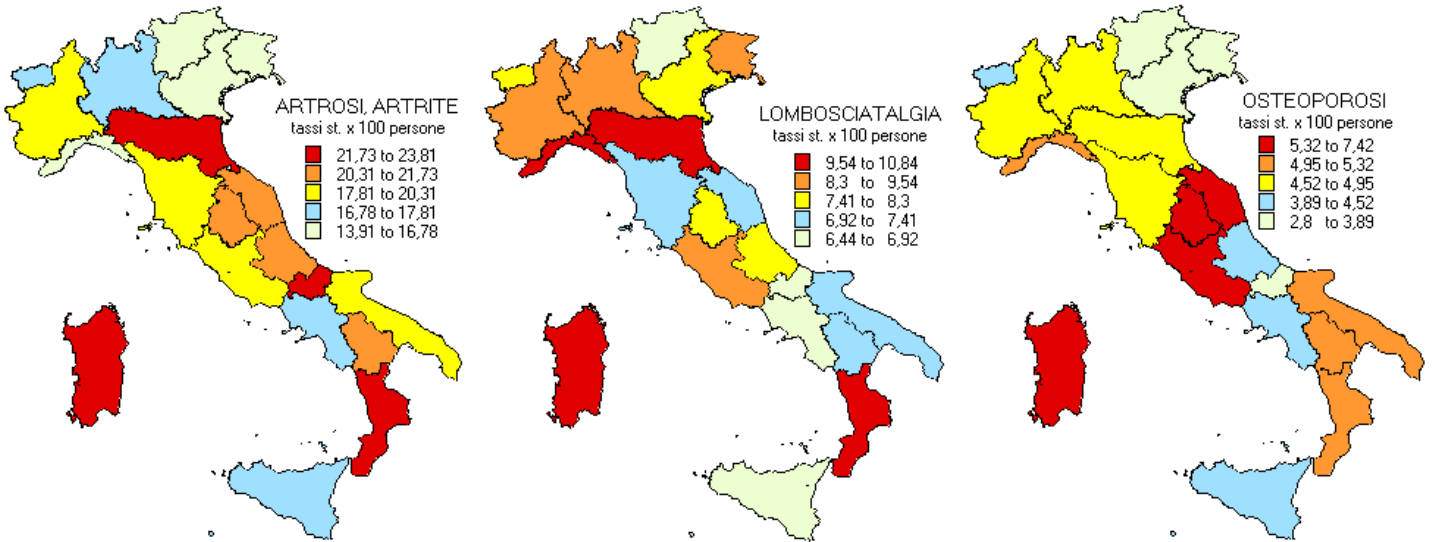 ARTROSI, ARTRITE
tassi st. x 100 persone
21,73 to 23,81
20,31 to 21,73
17,81 to 20,31
16,78 to 17,81
13,91 to 16,78
LOMBOSCIATALGIA
tassi st. x 100 persone
9,54 to 10,84
8,3 to 9,54
7,41 to 8,3
6,92 to 7,41
6,44 to 6,92
OSTEOPOROSI
tassi st. x 100 persone
5,32 to 7,42
4,95 to 5,32
4,52 to 4,95
3,89 to 4,52
2,8 to 3,89